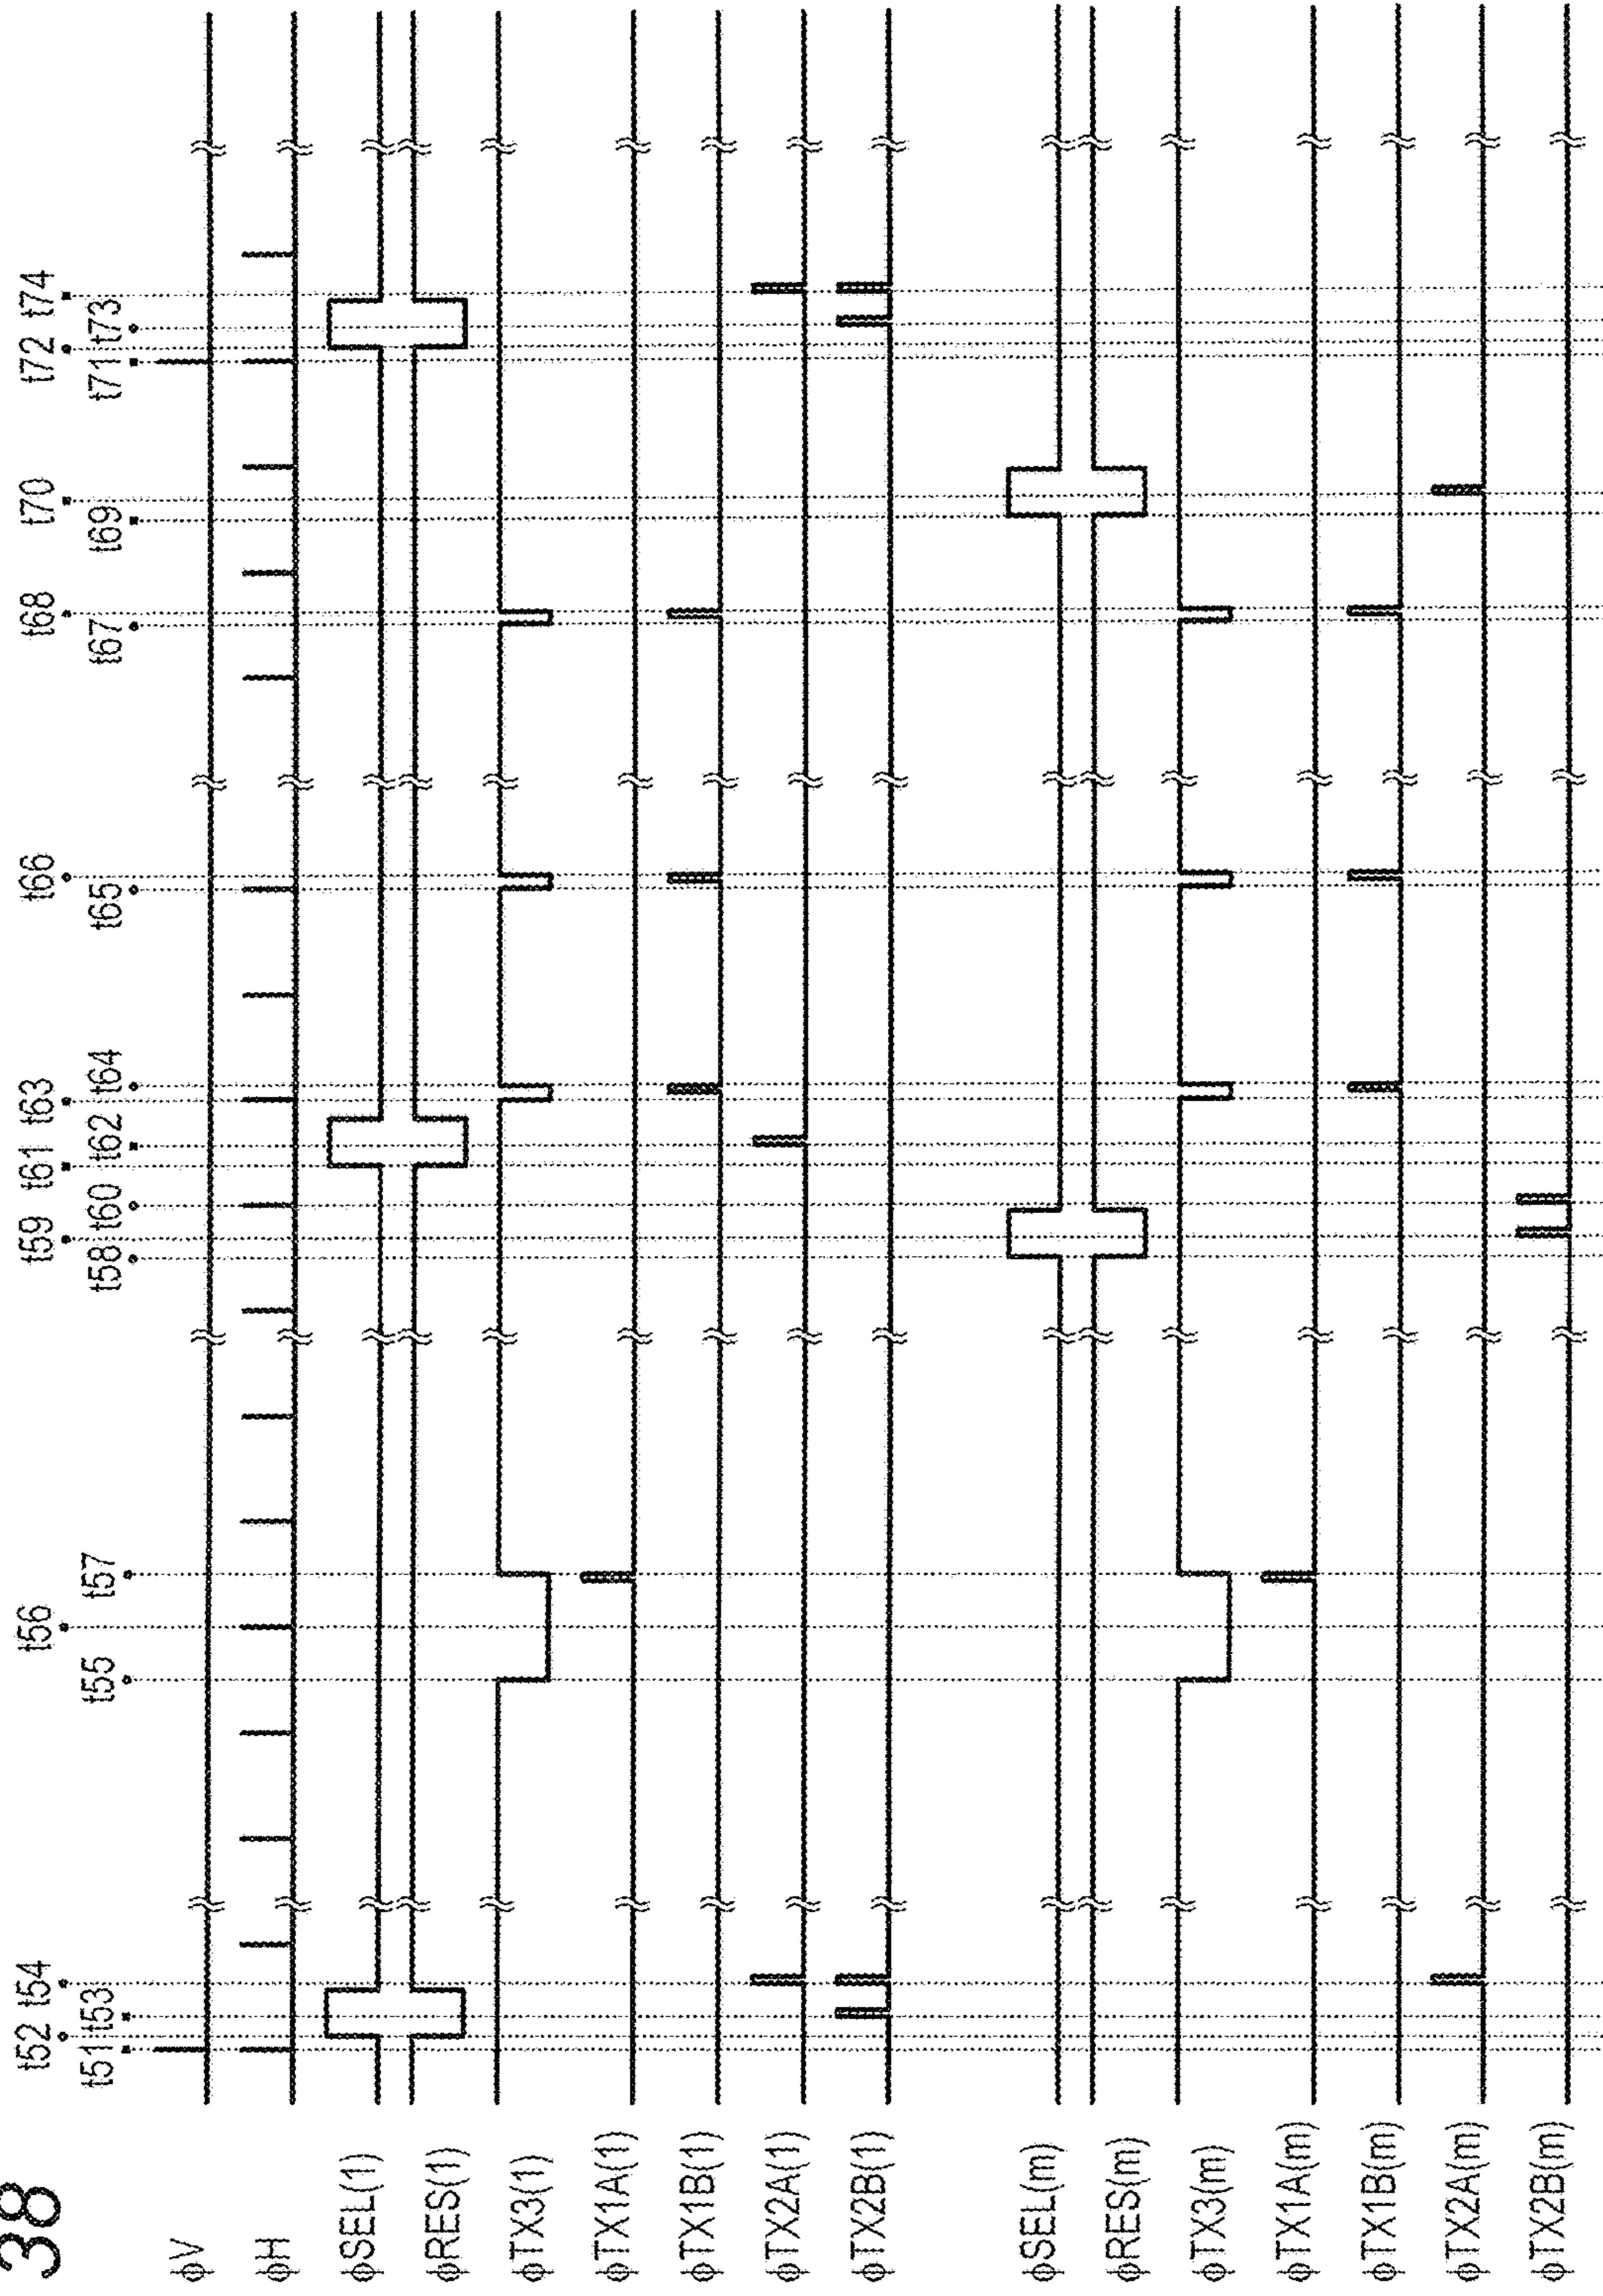 38
t52 t54 t56 t59 t61 t63 t66 t68 t70 t72 t74
t51 t53 t55 t57 t58 t60 t62 t64 t65 t67 t69 t71 t73
ϕV
ϕH
ϕSEL(1)
ϕRES(1)
ϕTX3(1)
ϕTX1A(1)
ϕTX1B(1)
ϕTX2A(1)
ϕTX2B(1)
ϕSEL(m)
ϕRES(m)
ϕTX3(m)
ϕTX1A(m)
ϕTX1B(m)
ϕTX2A(m)
ϕTX2B(m)